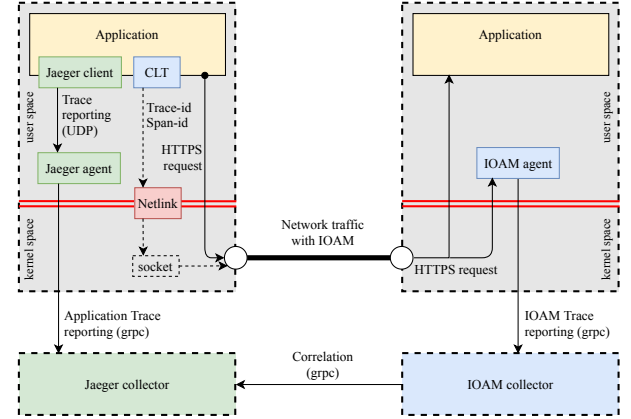 Application
Jaeger client
CLT
user space
Trace
reporting
(UDP)
Trace-id
Span-id
HTTPS
request
Jaeger agent
Netlink
kernel space
socket
Network traffic
with IOAM
Application
user space
IOAM agent
kernel space
HTTPS request
Application Trace
reporting (grpc)
IOAM Trace
reporting (grpc)
Jaeger collector
Correlation
(grpc)
IOAM collector